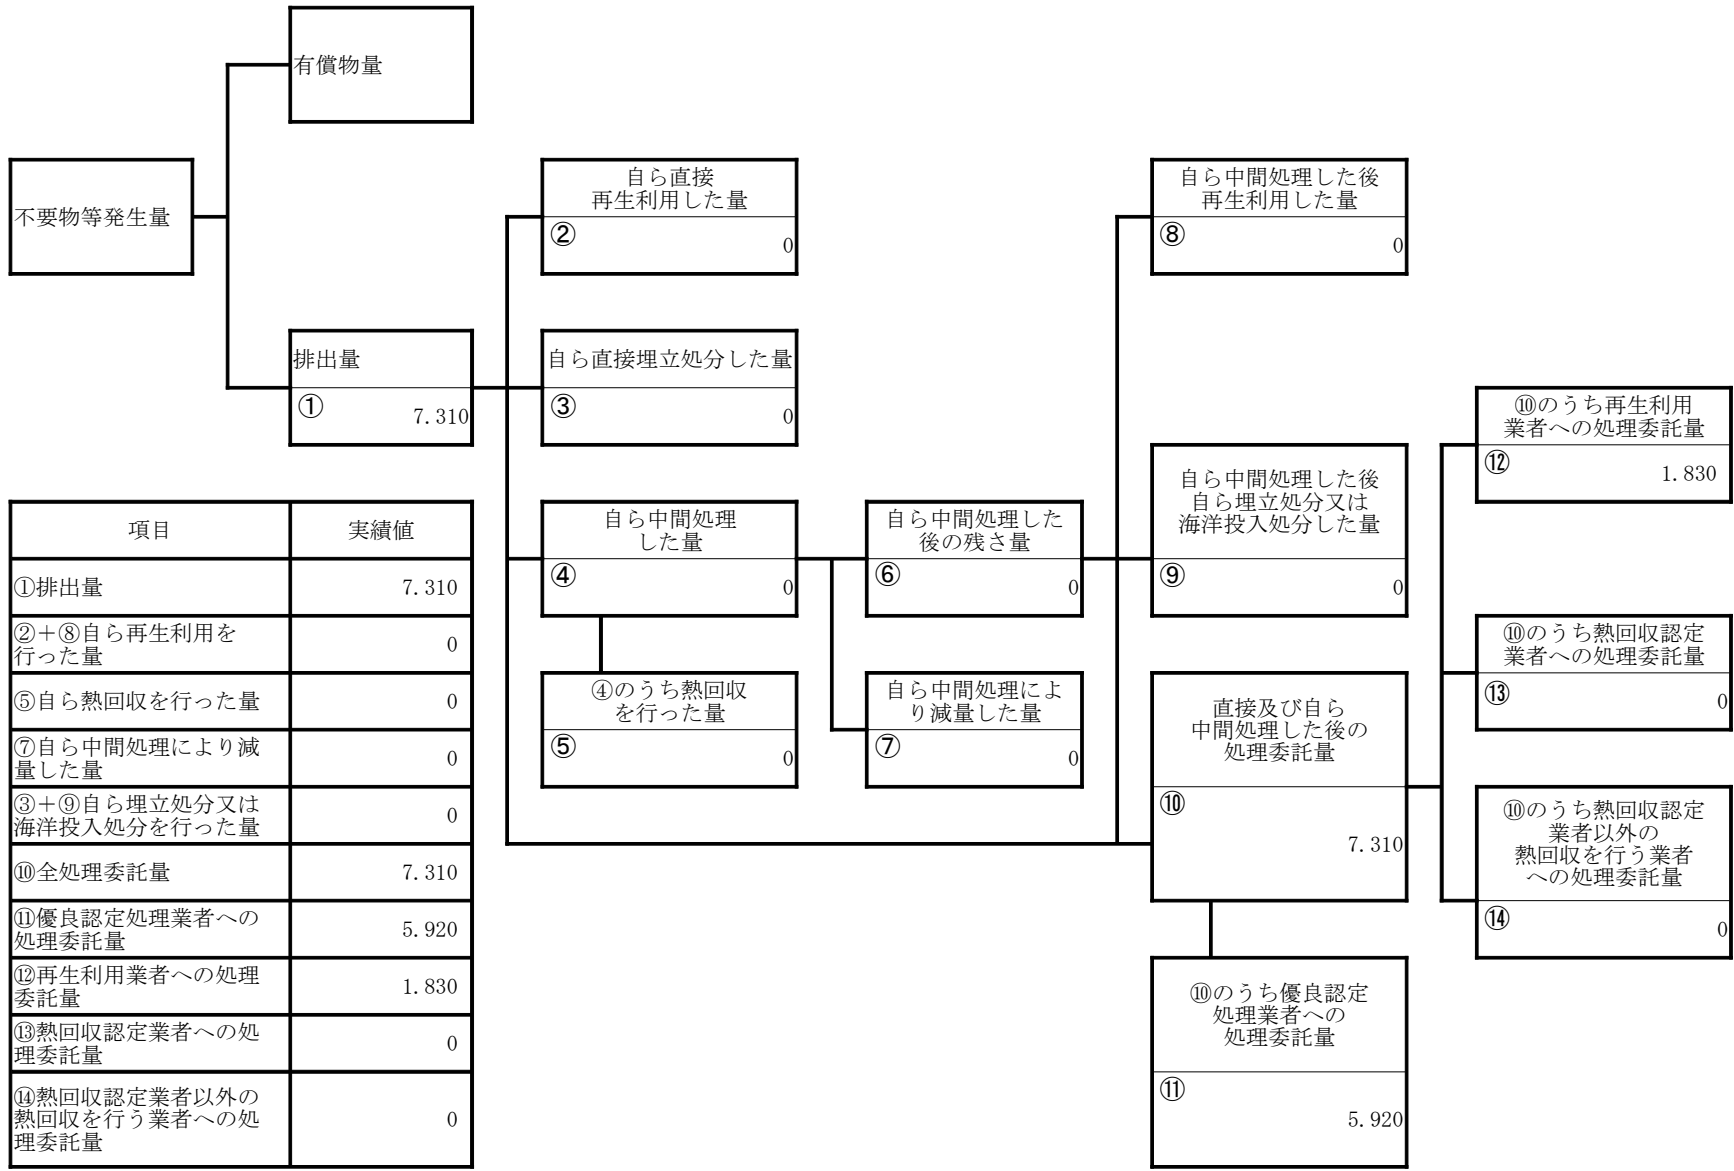 有償物量
不要物等発生量
自ら直接
再生利用した量
②
0
自ら中間処理した後
再生利用した量
⑧
0
排出量
①
7.310
自ら直接埋立処分した量
③
0
⑩のうち再生利用
業者への処理委託量
⑫
1.830
自ら中間処理した後
自ら埋立処分又は
海洋投入処分した量
⑨
0
自ら中間処理
した量
④
0
自ら中間処理した
後の残さ量
⑥
0
⑩のうち熱回収認定
業者への処理委託量
⑬
0
④のうち熱回収
を行った量
⑤
0
自ら中間処理によ
り減量した量
⑦
0
直接及び自ら
中間処理した後の
処理委託量
⑩
7.310
⑩のうち熱回収認定
業者以外の
熱回収を行う業者
への処理委託量
⑭
0
⑩のうち優良認定
処理業者への
処理委託量
⑪
5.920
項目 実績値
①排出量 7.310
②+⑧自ら再生利用を
行った量 0
⑤自ら熱回収を行った量 0
⑦自ら中間処理により減
量した量 0
③+⑨自ら埋立処分又は
海洋投入処分を行った量 0
⑩全処理委託量 7.310
⑪優良認定処理業者への
処理委託量 5.920
⑫再生利用業者への処理
委託量 1.830
⑬熱回収認定業者への処
理委託量 0
⑭熱回収認定業者以外の
熱回収を行う業者への処
理委託量 0